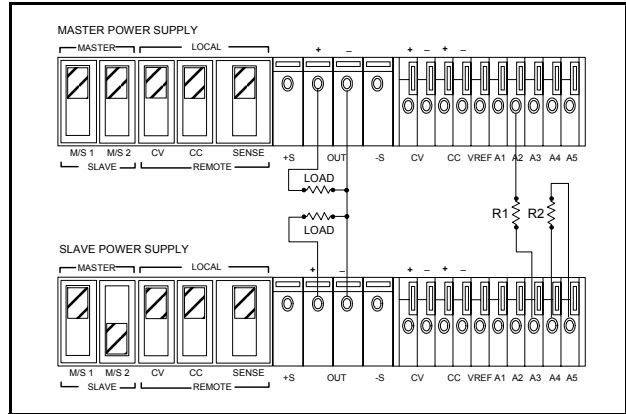 MASTER POWER SUPPLY
MASTER LOCAL
+ – + – + –
M/S 1 M/S 2 CV CC SENSE +S OUT -S CV CC VREF A1 A2 A3 A4 A5
SLAVE REMOTE
LOAD
R1 R2
LOAD
SLAVE POWER SUPPLY
MASTER LOCAL
+ – + – + –
M/S 1 M/S 2 CV CC SENSE +S OUT -S CV CC VREF A1 A2 A3 A4 A5
SLAVE REMOTE